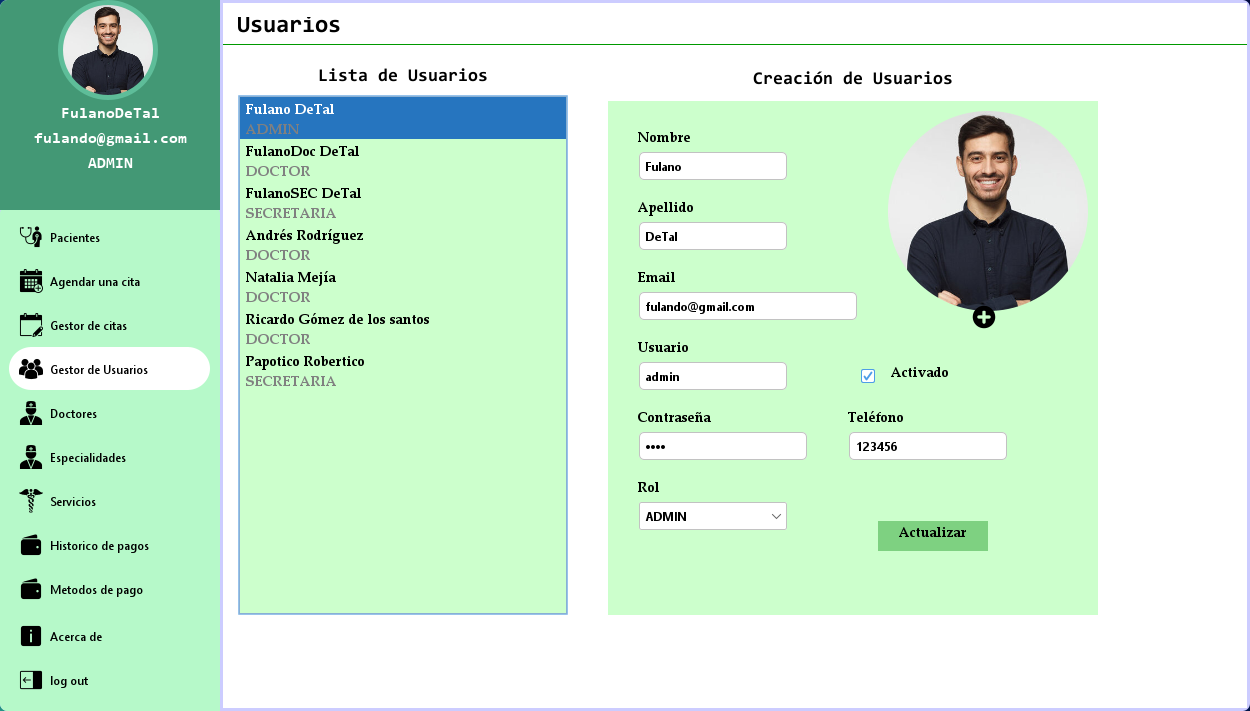 FulanoDeTal
fulando@gmail.com
ADMIN
Pacientes
Agendar una cita
Gestor de citas
Gestor de Usuarios
Doctores
Especialidades
Servicios
Historico de pagos
Metodos de pago
Acerca de
log out
Usuarios
Lista de Usuarios
Fulano DeTal
ADMIN
FulanoDoc DeTal
DOCTOR
FulanoSEC DeTal
SECRETARIA
Andrés Rodríguez
DOCTOR
Natalia Mejía
DOCTOR
Ricardo Gómez de los santos
DOCTOR
Papotico Robertico
SECRETARIA
Creación de Usuarios
Nombre
Fulano
Apellido
DeTal
Email
fulando@gmail.com
Usuario
admin
Activado
Contraseña
••••
Teléfono
123456
Rol
ADMIN
Actualizar